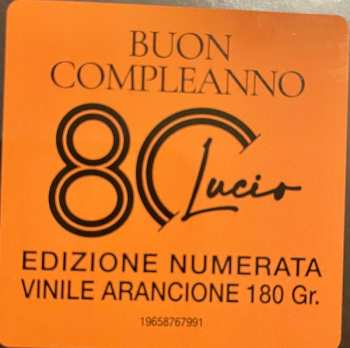 BUON
COMPLEANNO
80 Lucio
EDIZIONE NUMERATA
VINILE ARANCIONE 180 Gr.
19658767991